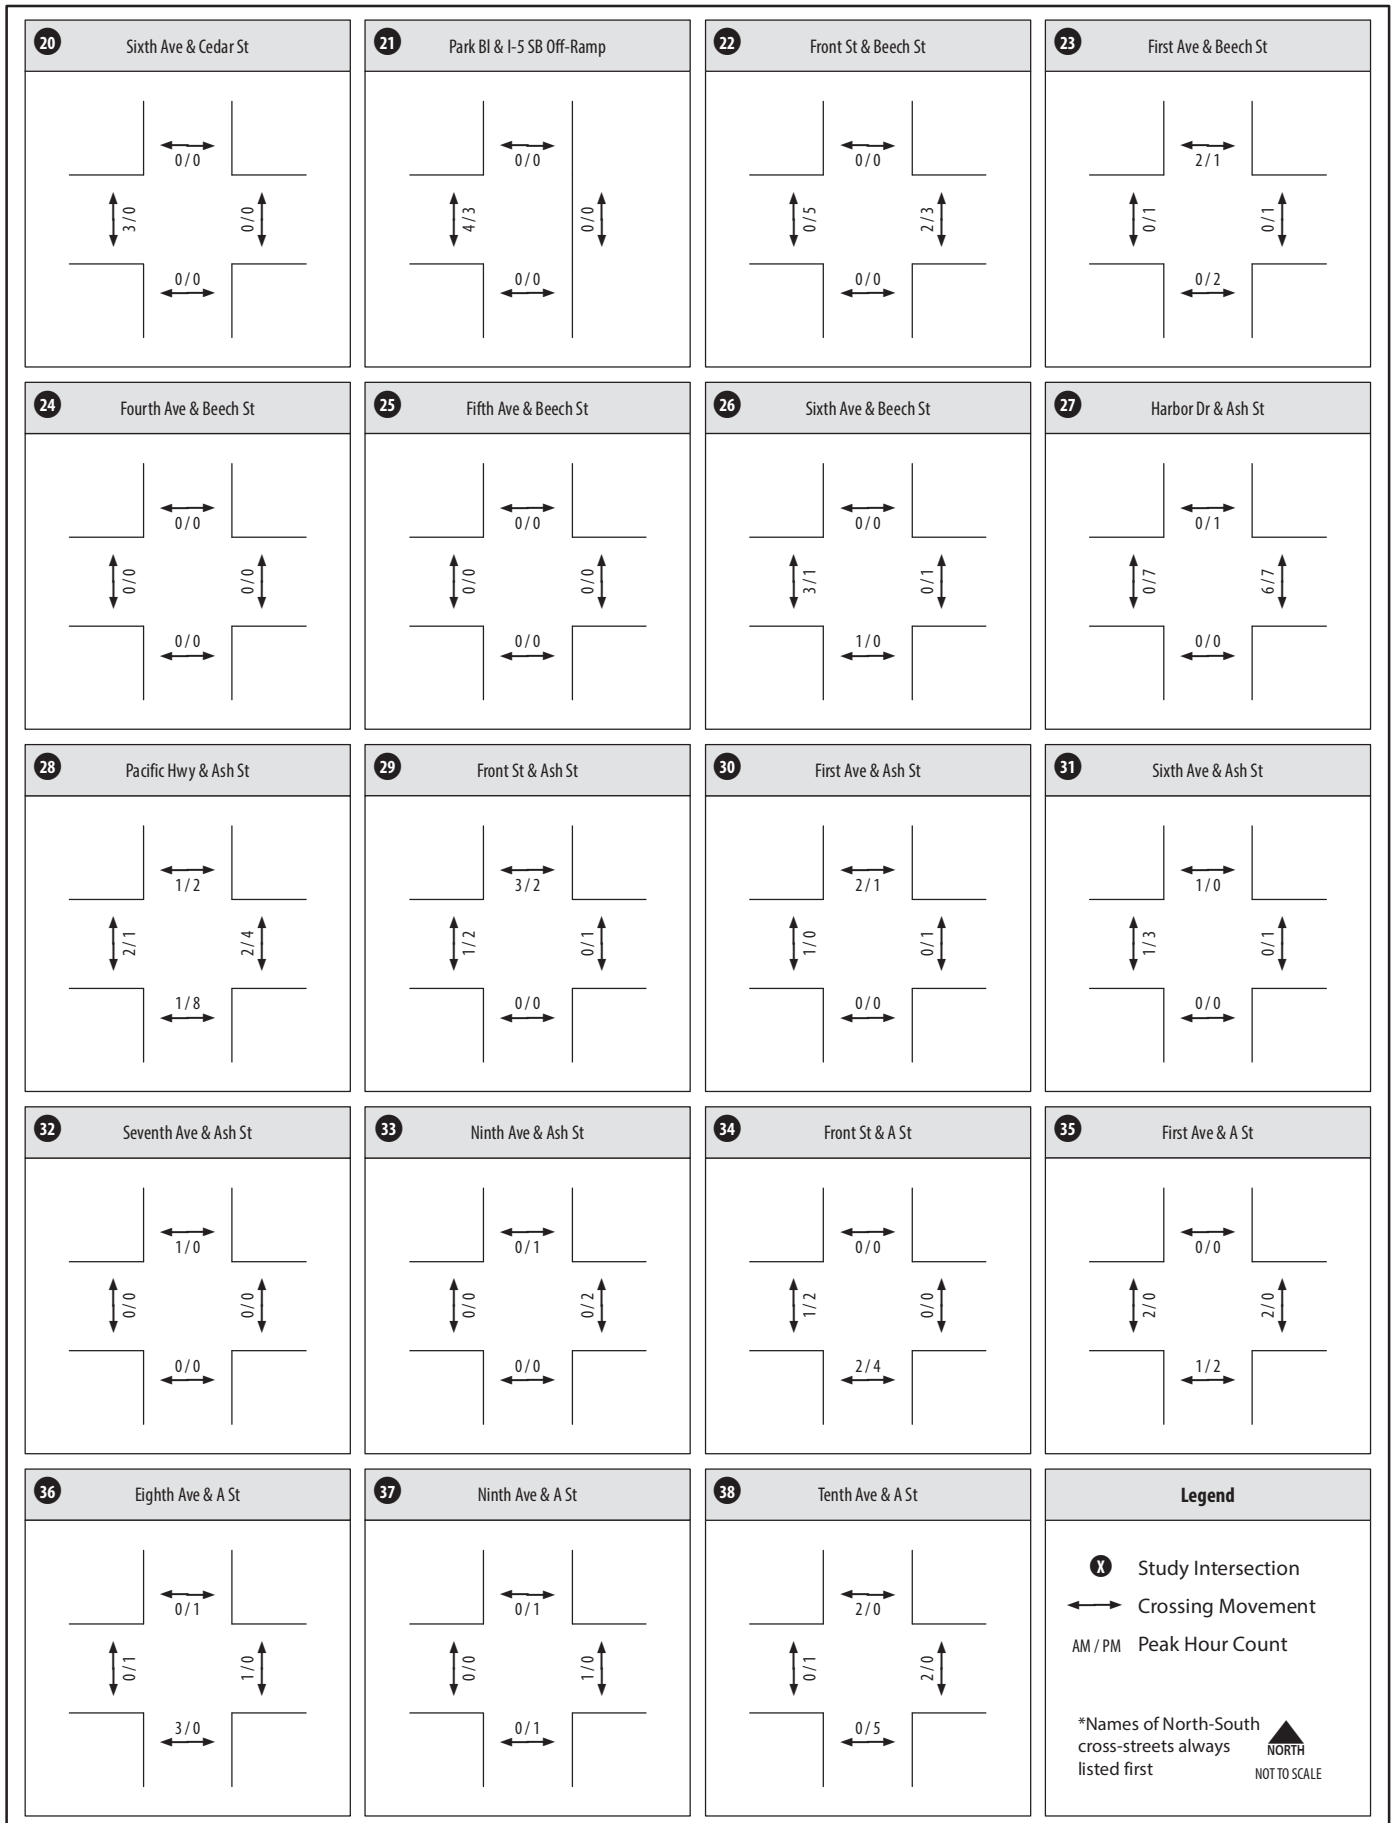 20 Sixth Ave & Cedar St
0 / 0
3 / 0
0 / 0
0 / 0
21 Park Bl & I-5 SB Off-Ramp
0 / 0
4 / 3
0 / 0
0 / 0
22 Front St & Beech St
0 / 0
0 / 5
2 / 3
0 / 0
23 First Ave & Beech St
2 / 1
0 / 1
0 / 1
0 / 2
24 Fourth Ave & Beech St
0 / 0
0 / 0
0 / 0
0 / 0
25 Fifth Ave & Beech St
0 / 0
0 / 0
0 / 0
0 / 0
26 Sixth Ave & Beech St
0 / 0
3 / 1
0 / 1
1 / 0
27 Harbor Dr & Ash St
0 / 1
0 / 7
6 / 7
0 / 0
28 Pacific Hwy & Ash St
1 / 2
2 / 1
2 / 4
1 / 8
29 Front St & Ash St
3 / 2
1 / 2
0 / 1
0 / 0
30 First Ave & Ash St
2 / 1
1 / 0
0 / 1
0 / 0
31 Sixth Ave & Ash St
1 / 0
1 / 3
0 / 1
0 / 0
32 Seventh Ave & Ash St
1 / 0
0 / 0
0 / 0
0 / 0
33 Ninth Ave & Ash St
0 / 1
0 / 0
0 / 2
0 / 0
34 Front St & A St
0 / 0
1 / 2
0 / 0
2 / 4
35 First Ave & A St
0 / 0
2 / 0
2 / 0
1 / 2
36 Eighth Ave & A St
0 / 1
0 / 1
1 / 0
3 / 0
37 Ninth Ave & A St
0 / 1
0 / 0
1 / 0
0 / 1
38 Tenth Ave & A St
2 / 0
0 / 1
2 / 0
0 / 5
Legend
X Study Intersection
Crossing Movement
AM / PM Peak Hour Count
*Names of North-South
cross-streets always
listed first
NORTH
NOT TO SCALE